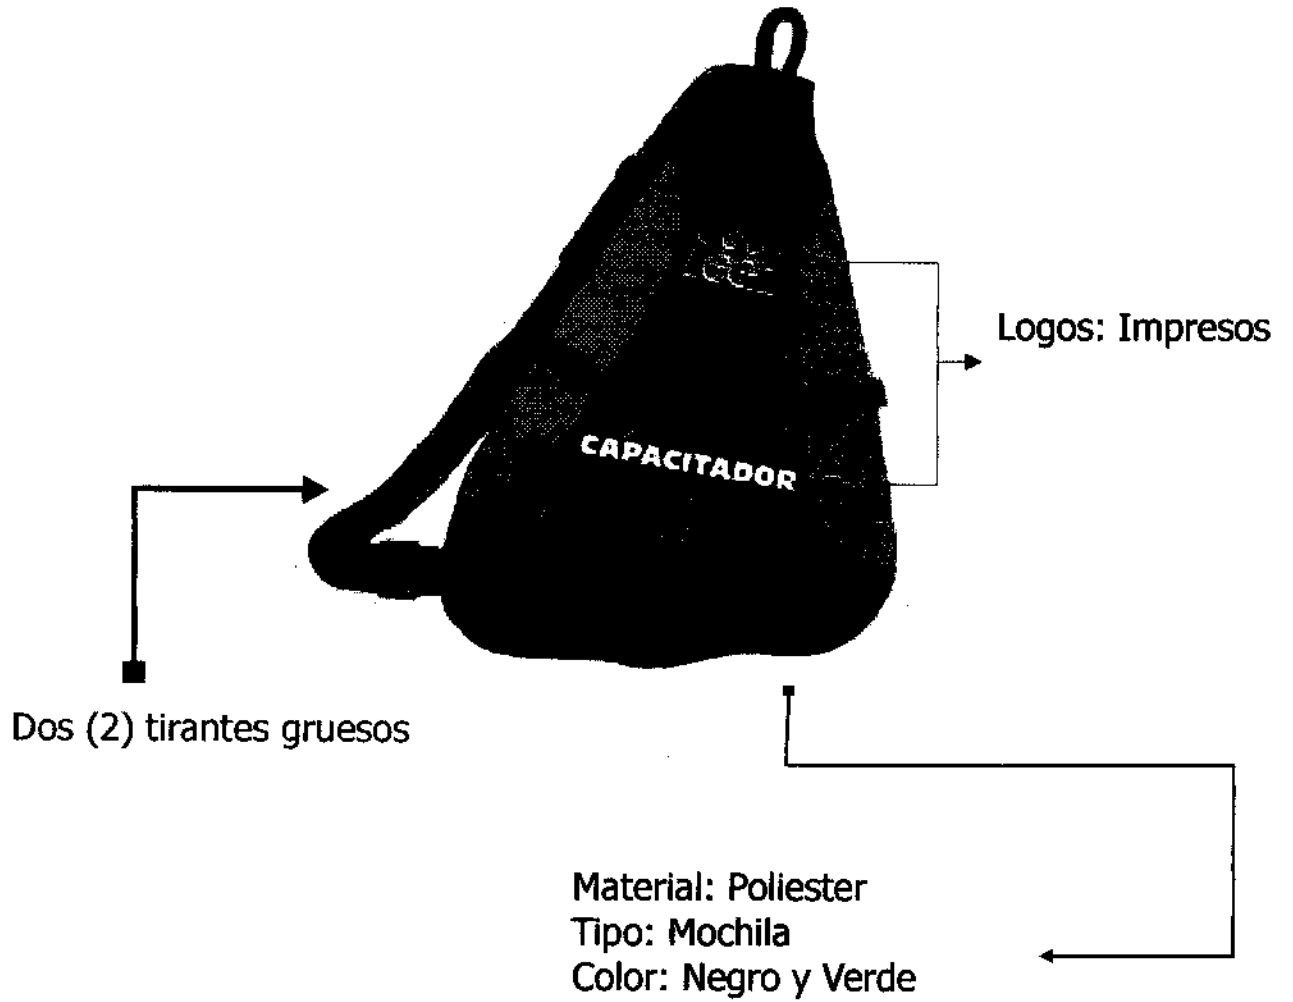 Logos: Impresos
CAPACITADOR
Dos (2) tirantes gruesos
Material: Poliester
Tipo: Mochila
Color: Negro y Verde